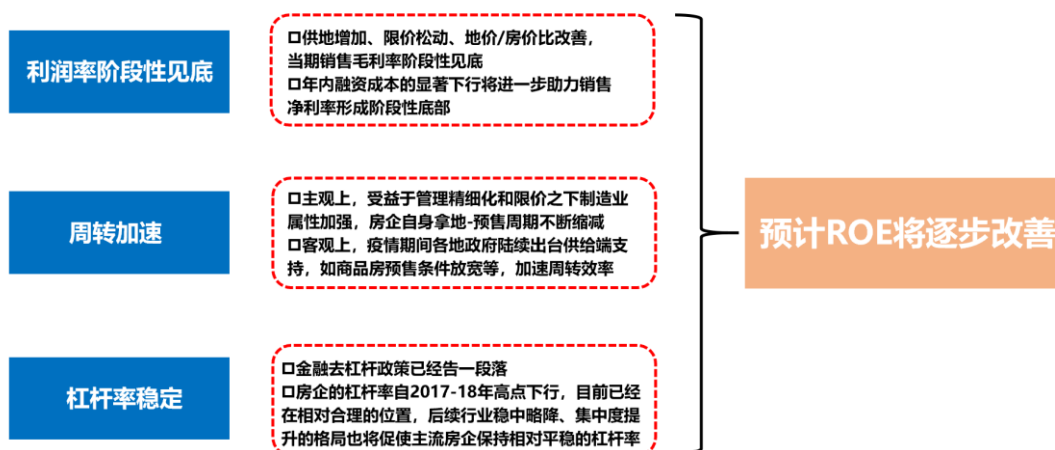 利润率阶段性见底
□供地增加、限价松动、地价/房价比改善，
当期销售毛利率阶段性见底
□年内融资成本的显著下行将进一步助力销售
净利率形成阶段性底部
周转加速
□主观上，受益于管理精细化和限价之下制造业
属性加强，房企自身拿地-预售周期不断缩减
□客观上，疫情期间各地政府陆续出台供给端支
持，如商品房预售条件放宽等，加速周转效率
杠杆率稳定
□金融去杠杆政策已经告一段落
□房企的杠杆率自2017-18年高点下行，目前已经
在相对合理的位置，后续行业稳中略降、集中度提
升的格局也将促使主流房企保持相对平稳的杠杆率
预计ROE将逐步改善